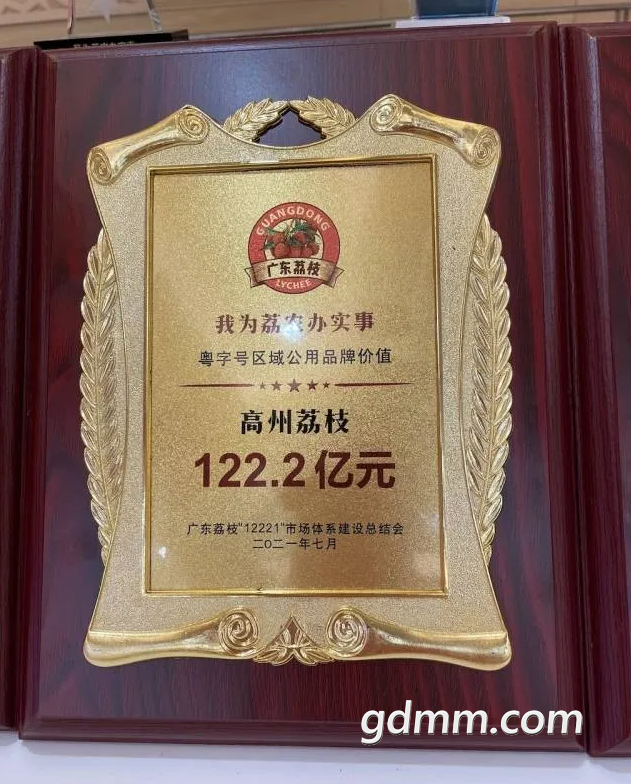 GUANGDONG
广东荔枝
LYCHEE
我为荔农办实事
粤字号区域公用品牌价值
高州荔枝
122.2亿元
广东荔枝"12221"市场体系建设总结会
二〇二一年七月
gdmm.com